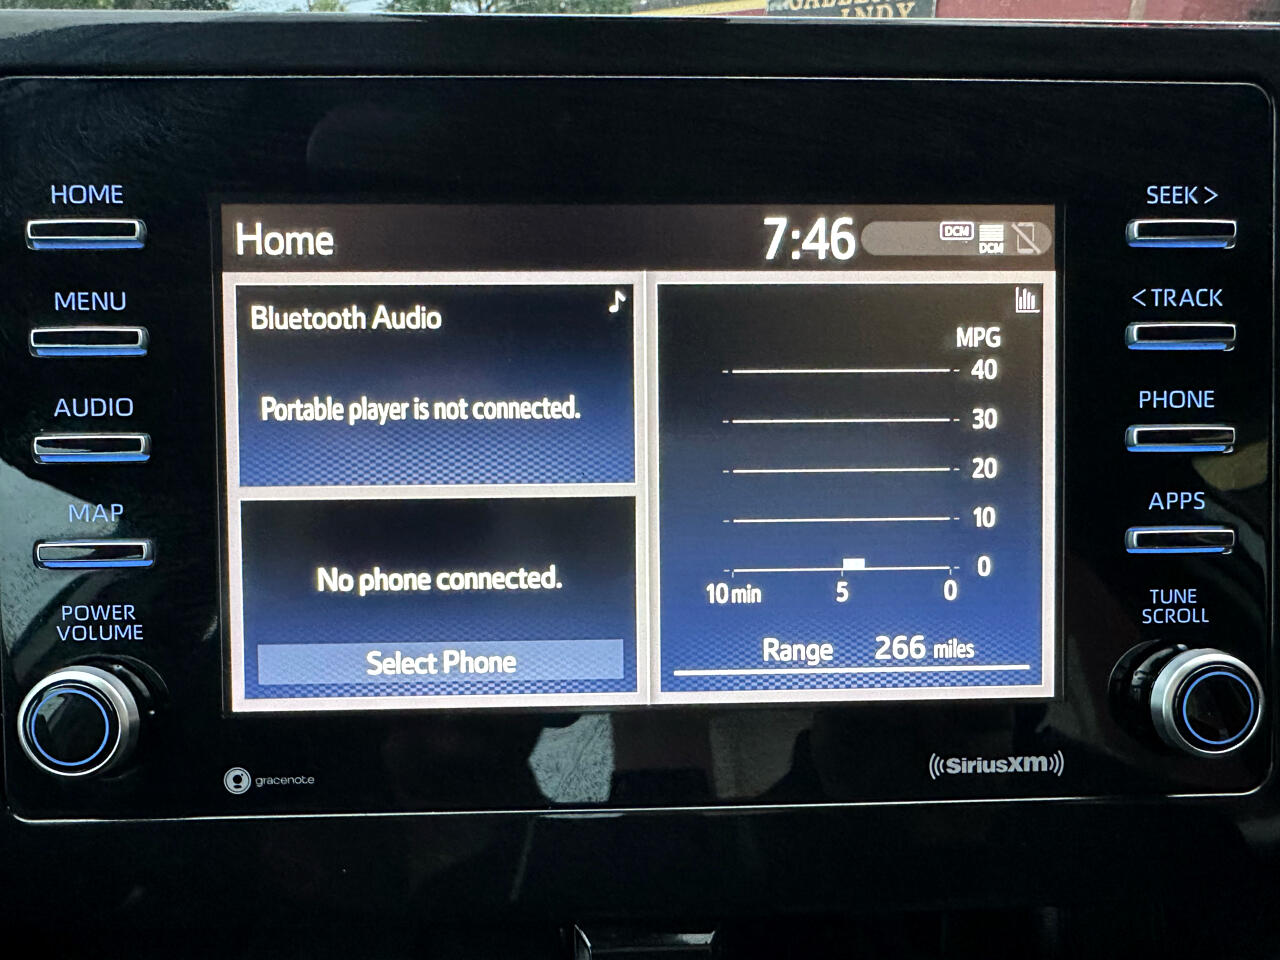 INDY
HOME
MENU
AUDIO
MAP
POWER
VOLUME
Home
7:46
DCM
DCM
Bluetooth Audio
Portable player is not connected.
No phone connected.
Select Phone
MPG
40
30
20
10
0
10 min 5 0
Range 266 miles
SEEK >
< TRACK
PHONE
APPS
TUNE
SCROLL
gracenote
((SiriusXM))